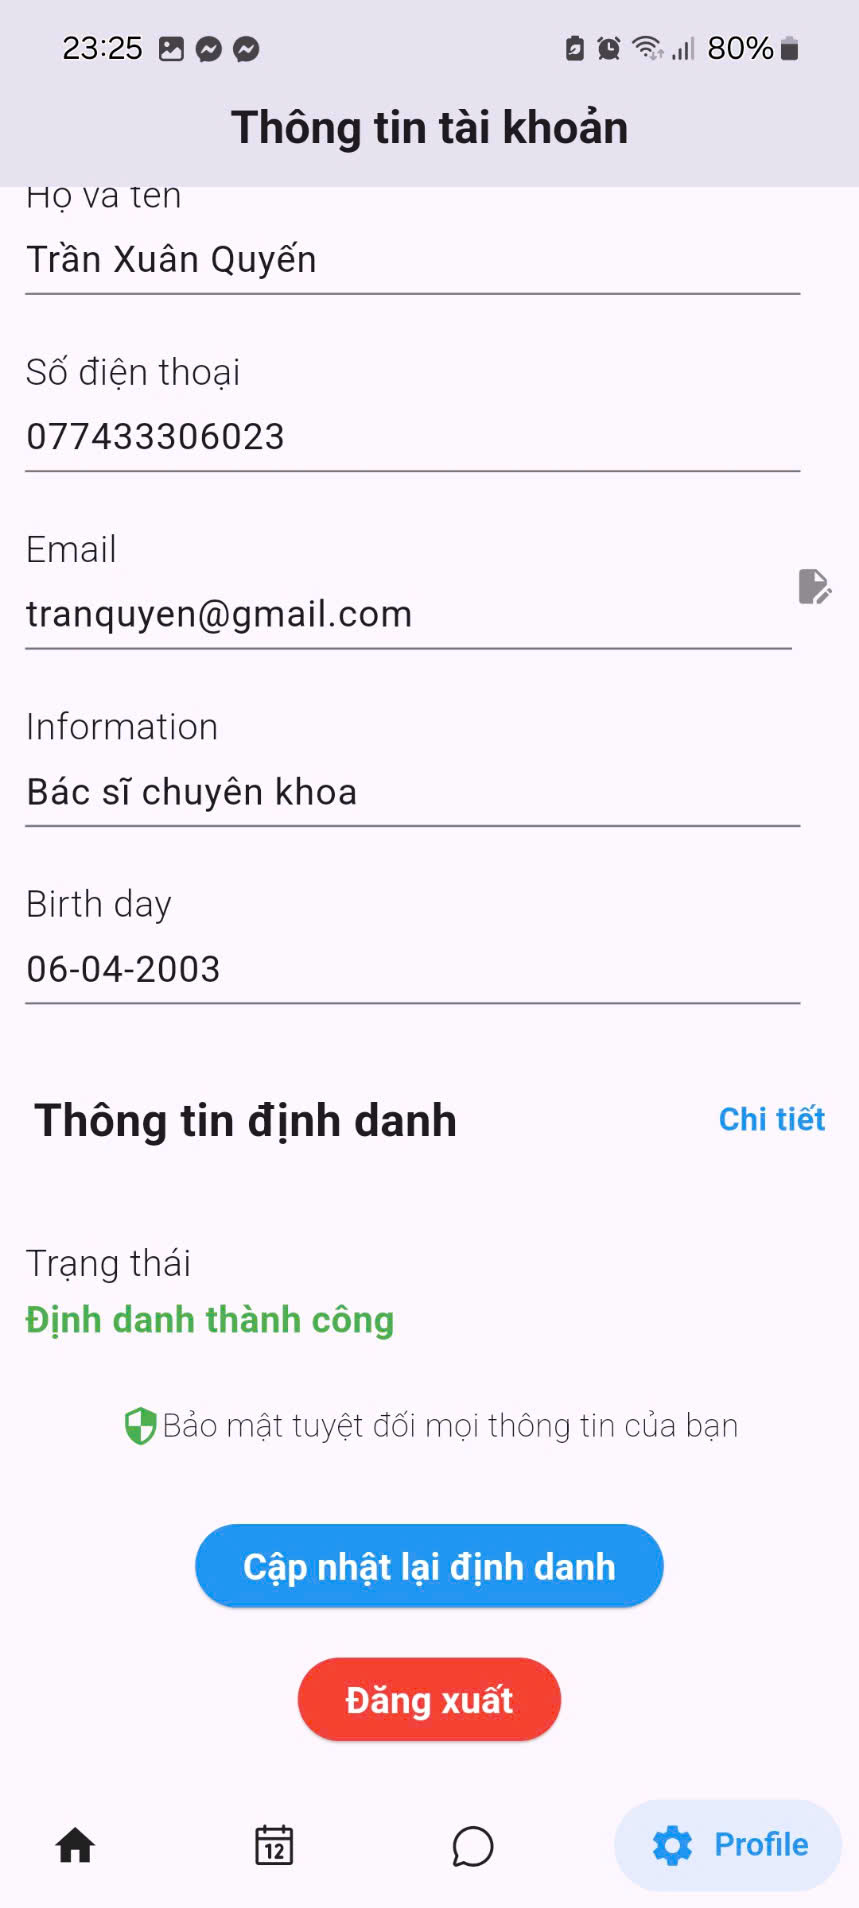 23:25
80%
Thông tin tài khoản
Họ và tên
Trần Xuân Quyến
Số điện thoại
077433306023
Email
tranquyen@gmail.com
Information
Bác sĩ chuyên khoa
Birth day
06-04-2003
Thông tin định danh
Chi tiết
Trạng thái
Định danh thành công
Bảo mật tuyệt đối mọi thông tin của bạn
Cập nhật lại định danh
Đăng xuất
12
Profile